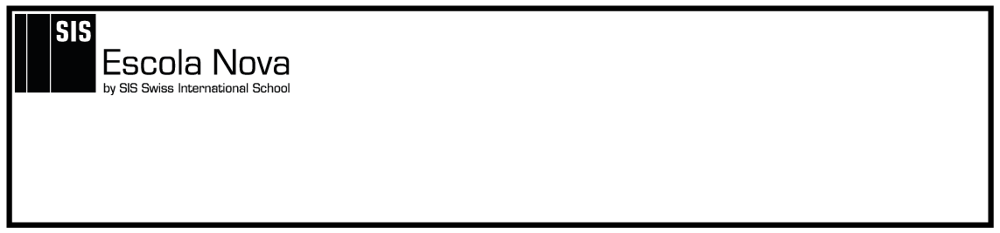 SIS
Escola Nova
by SIS Swiss International School